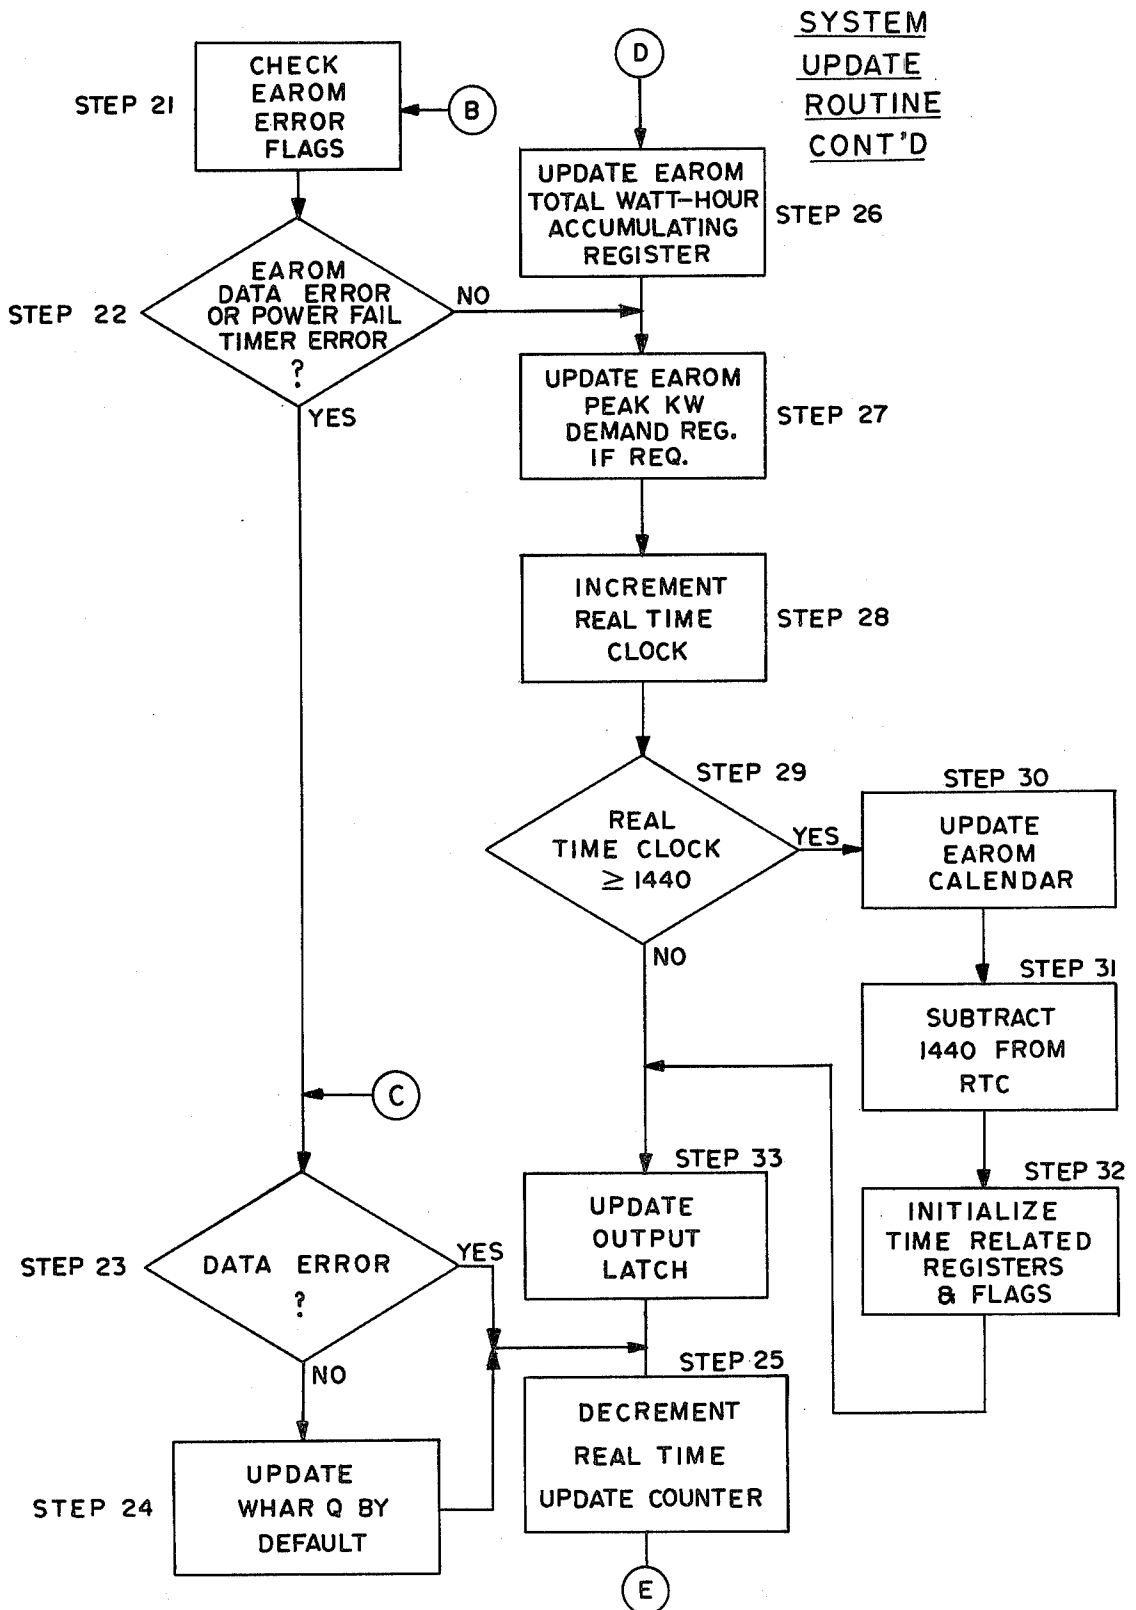 SYSTEM
UPDATE
ROUTINE
CONT'D
STEP 21
CHECK
EAROM
ERROR
FLAGS
B
STEP 22
EAROM
DATA ERROR
OR POWER FAIL
TIMER ERROR
?
NO
YES
C
STEP 23
DATA ERROR
?
YES
NO
STEP 24
UPDATE
WHAR Q BY
DEFAULT
D
UPDATE EAROM
TOTAL WATT-HOUR
ACCUMULATING
REGISTER
STEP 26
UPDATE EAROM
PEAK KW
DEMAND REG.
IF REQ.
STEP 27
INCREMENT
REAL TIME
CLOCK
STEP 28
STEP 29
REAL
TIME CLOCK
≥ 1440
YES
NO
STEP 30
UPDATE
EAROM
CALENDAR
STEP 31
SUBTRACT
1440 FROM
RTC
STEP 32
INITIALIZE
TIME RELATED
REGISTERS
& FLAGS
STEP 33
UPDATE
OUTPUT
LATCH
STEP 25
DECREMENT
REAL TIME
UPDATE COUNTER
E